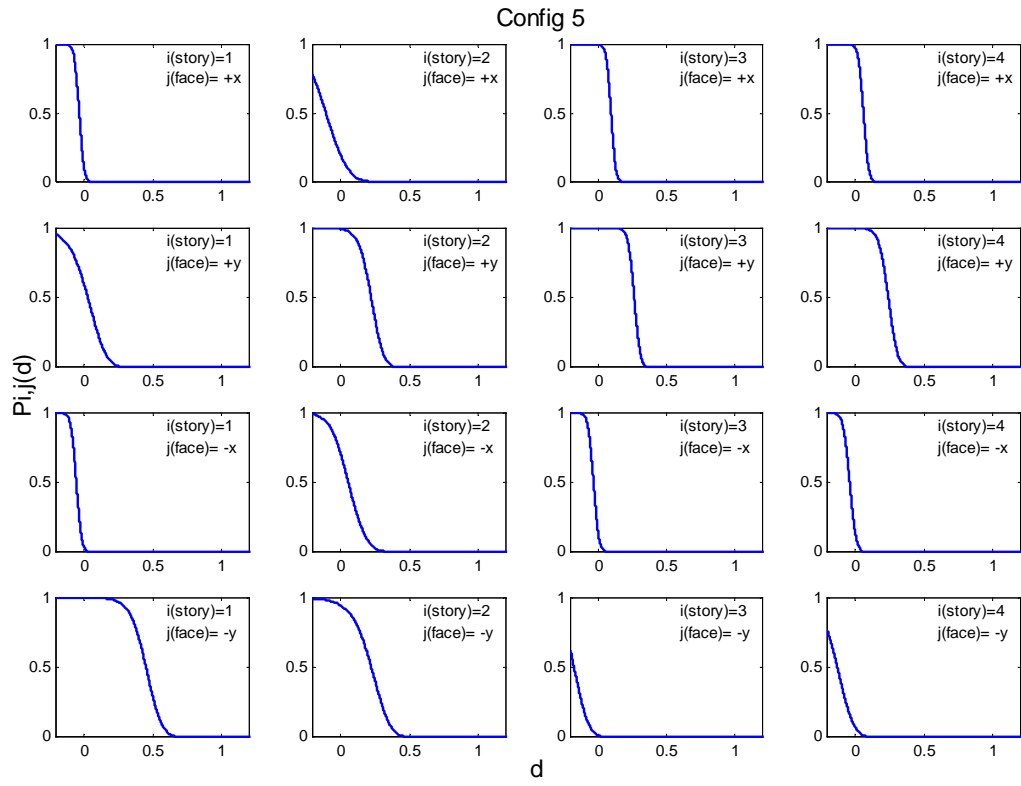 Config 5
1
0.5
0
0
0.5
1
i(story)=1
j(face)= +x
1
0.5
0
0
0.5
1
i(story)=2
j(face)= +x
1
0.5
0
0
0.5
1
i(story)=3
j(face)= +x
1
0.5
0
0
0.5
1
i(story)=4
j(face)= +x
1
0.5
0
0
0.5
1
i(story)=1
j(face)= +y
1
0.5
0
0
0.5
1
i(story)=2
j(face)= +y
1
0.5
0
0
0.5
1
i(story)=3
j(face)= +y
1
0.5
0
0
0.5
1
i(story)=4
j(face)= +y
Pi,j(d)
1
0.5
0
0
0.5
1
i(story)=1
j(face)= -x
1
0.5
0
0
0.5
1
i(story)=2
j(face)= -x
1
0.5
0
0
0.5
1
i(story)=3
j(face)= -x
1
0.5
0
0
0.5
1
i(story)=4
j(face)= -x
1
0.5
0
0
0.5
1
i(story)=1
j(face)= -y
1
0.5
0
0
0.5
1
i(story)=2
j(face)= -y
1
0.5
0
0
0.5
1
i(story)=3
j(face)= -y
1
0.5
0
0
0.5
1
i(story)=4
j(face)= -y
d